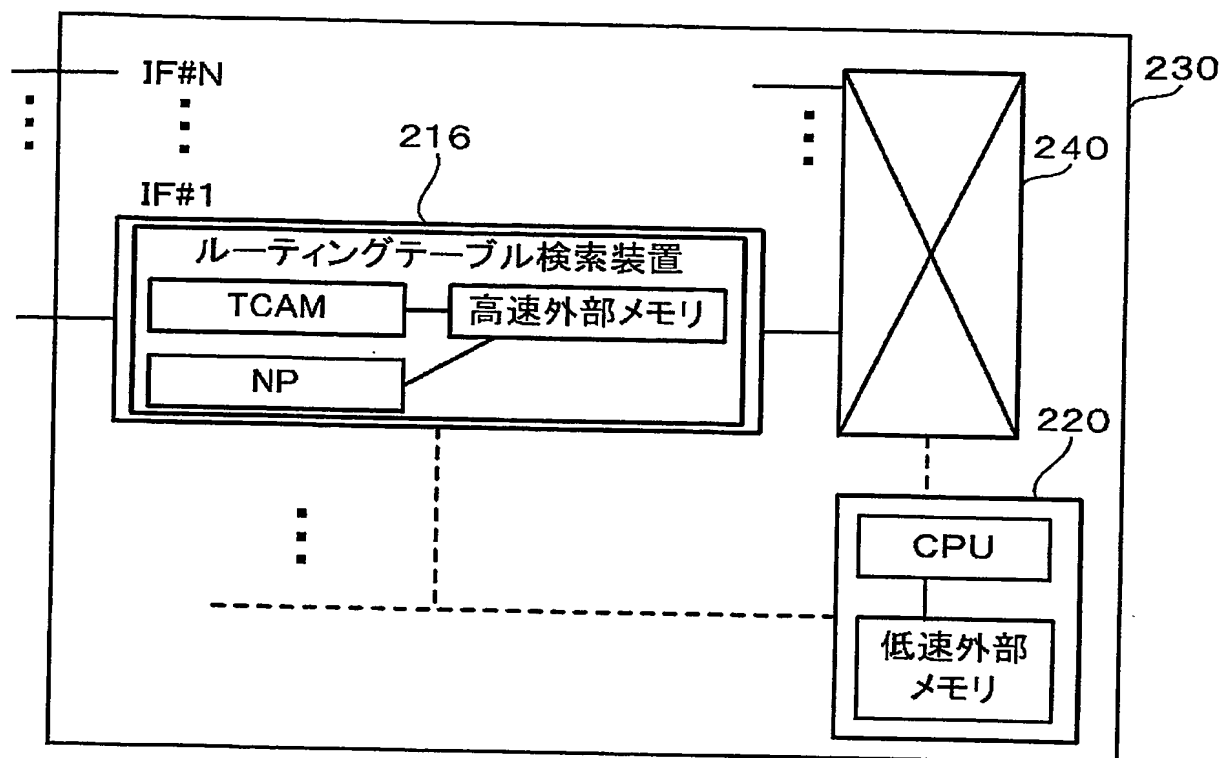 IF#N
230
216
240
IF#1
ルーティングテーブル検索装置
TCAM
高速外部メモリ
NP
220
CPU
低速外部
メモリ